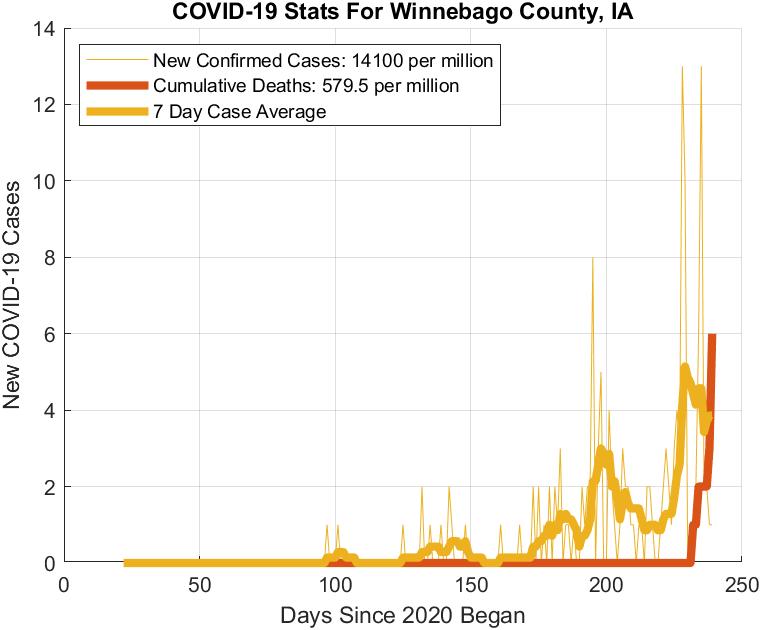 COVID-19 Stats For Winnebago County, IA
New Confirmed Cases: 14100 per million
Cumulative Deaths: 579.5 per million
7 Day Case Average
New COVID-19 Cases
14
12
10
8
6
4
2
0
0 50 100 150 200 250
Days Since 2020 Began